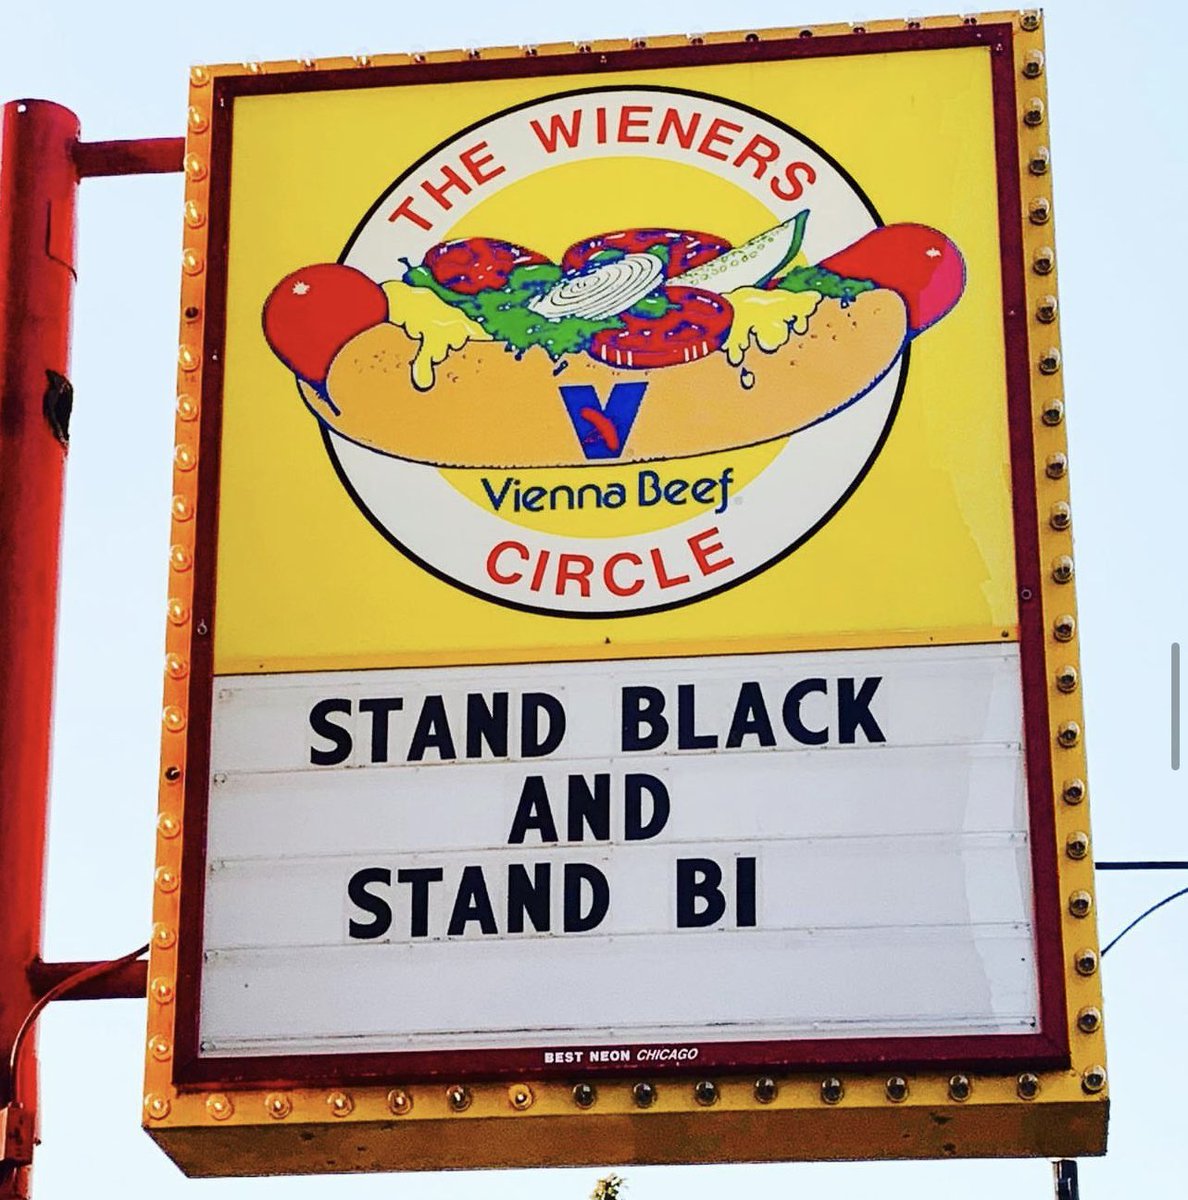 THE WIENERS
V
Vienna Beef
CIRCLE
STAND BLACK
AND
STAND BI
BEST NEON CHICAGO